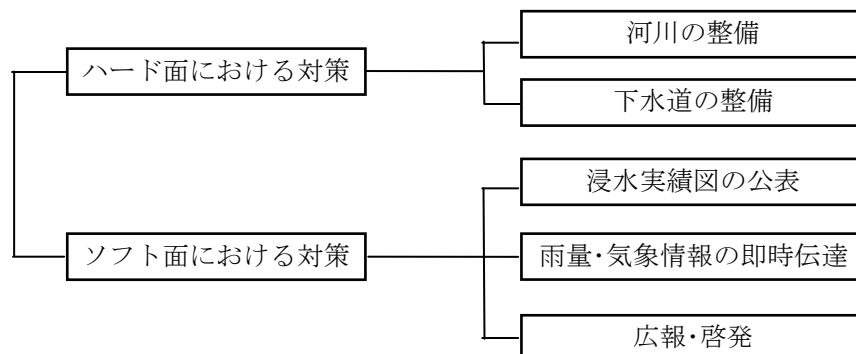 ハード面における対策
河川の整備
下水道の整備
ソフト面における対策
浸水実績図の公表
雨量・気象情報の即時伝達
広報・啓発